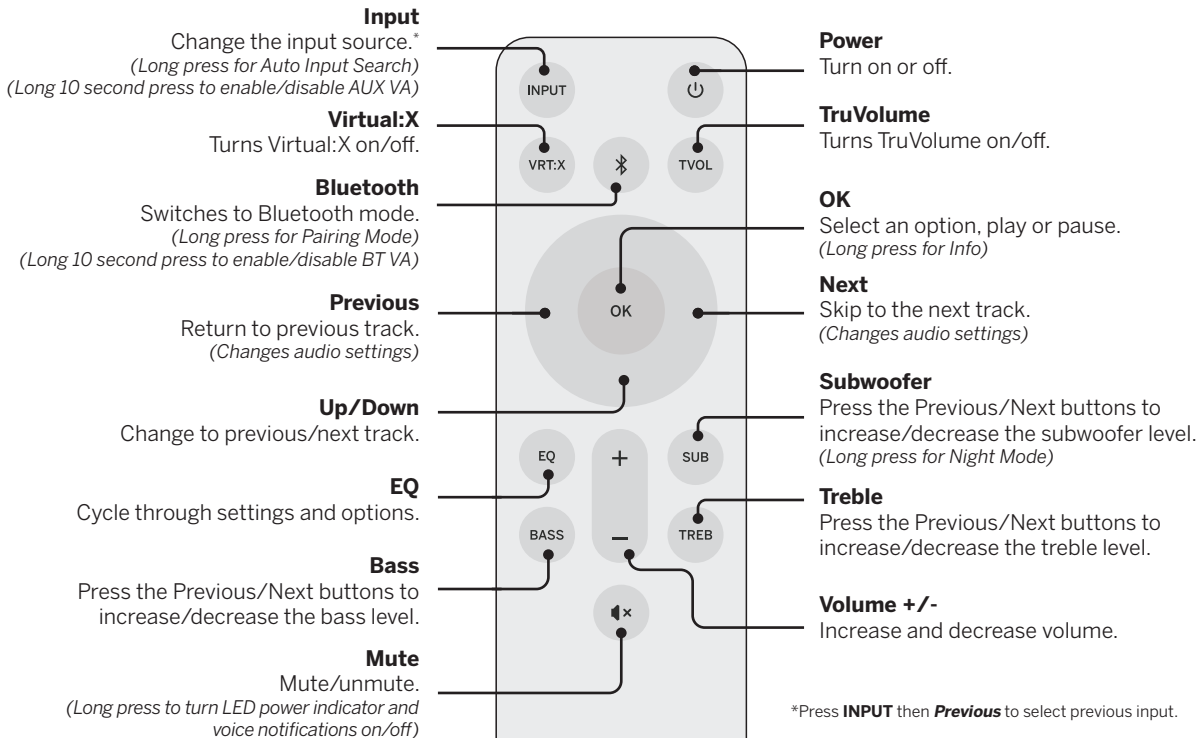 Input
Change the input source.*
(Long press for Auto Input Search)
(Long 10 second press to enable/disable AUX VA)
Virtual:X
Turns Virtual:X on/off.
Bluetooth
Switches to Bluetooth mode.
(Long press for Pairing Mode)
(Long 10 second press to enable/disable BT VA)
Previous
Return to previous track.
(Changes audio settings)
Up/Down
Change to previous/next track.
EQ
Cycle through settings and options.
Bass
Press the Previous/Next buttons to
increase/decrease the bass level.
Mute
Mute/unmute.
(Long press to turn LED power indicator and
voice notifications on/off)
INPUT
VRT:X
TVOL
OK
EQ
+
SUB
BASS
–
TREB
Power
Turn on or off.
TruVolume
Turns TruVolume on/off.
OK
Select an option, play or pause.
(Long press for Info)
Next
Skip to the next track.
(Changes audio settings)
Subwoofer
Press the Previous/Next buttons to
increase/decrease the subwoofer level.
(Long press for Night Mode)
Treble
Press the Previous/Next buttons to
increase/decrease the treble level.
Volume +/-
Increase and decrease volume.
*Press INPUT then Previous to select previous input.